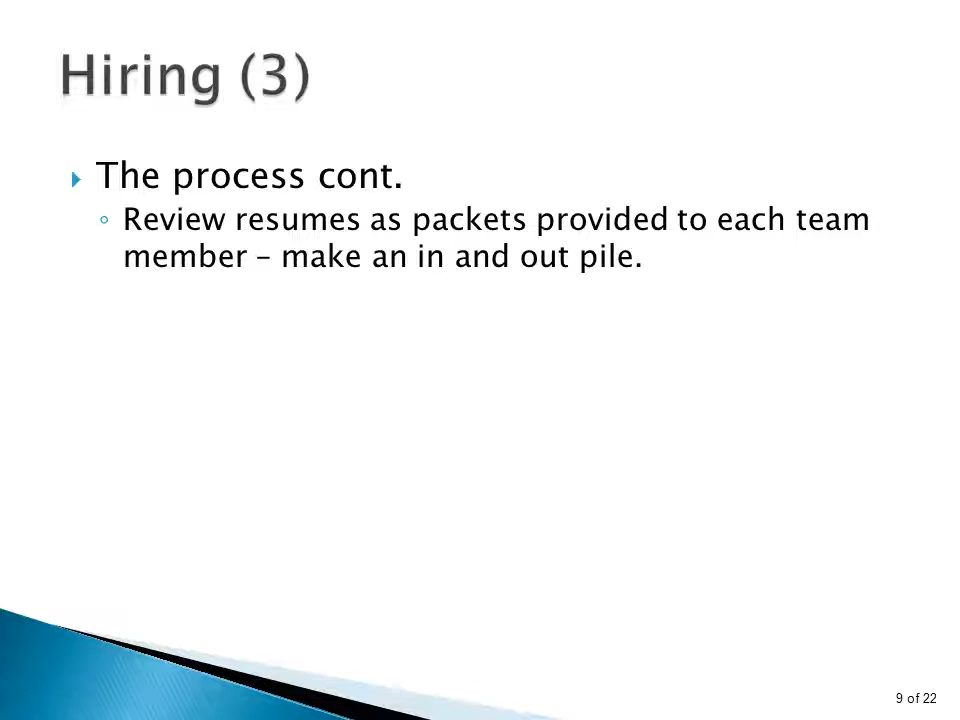 Hiring (3)
The process cont.
Review resumes as packets provided to each team
member – make an in and out pile.
9 of 22